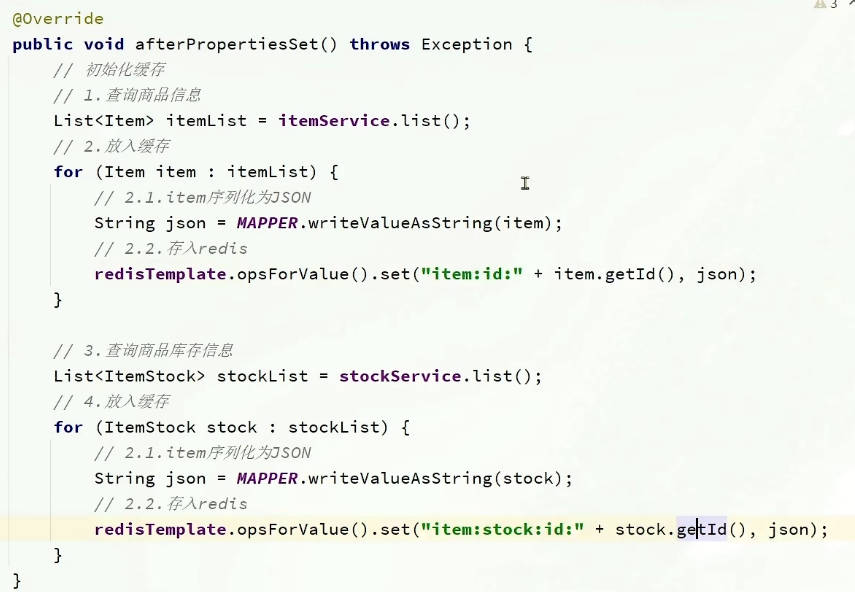 3
@Override
public void afterPropertiesSet() throws Exception {
    // 初始化缓存
    // 1.查询商品信息
    List<Item> itemList = itemService.list();
    // 2.放入缓存
    for (Item item : itemList) {
        // 2.1.item序列化为JSON
        String json = MAPPER.writeValueAsString(item);
        // 2.2.存入redis
        redisTemplate.opsForValue().set("item:id:" + item.getId(), json);
    }

    // 3.查询商品库存信息
    List<ItemStock> stockList = stockService.list();
    // 4.放入缓存
    for (ItemStock stock : stockList) {
        // 2.1.item序列化为JSON
        String json = MAPPER.writeValueAsString(stock);
        // 2.2.存入redis
        redisTemplate.opsForValue().set("item:stock:id:" + stock.getId(), json);
    }
}